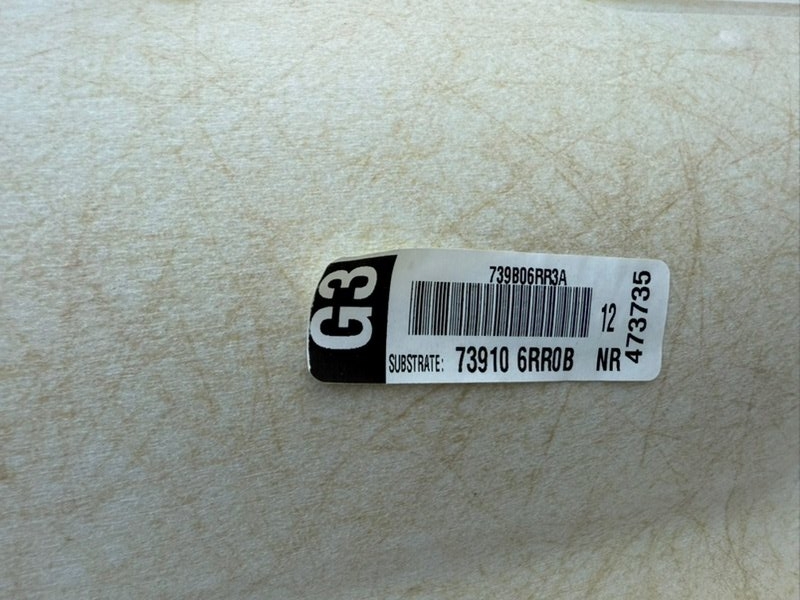 G3
739B06RR3A
12
SUBSTRATE: 73910 6RR0B NR
473735